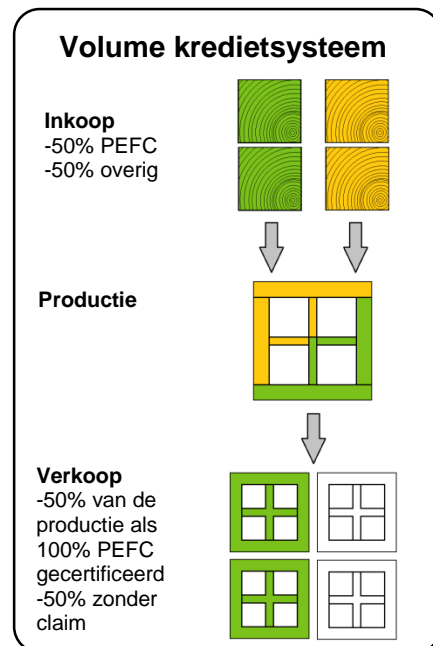 Volume kredietsysteem
Inkoop
-50% PEFC
-50% overig
Productie
Verkoop
-50% van de
productie als
100% PEFC
gecertificeerd
-50% zonder
claim